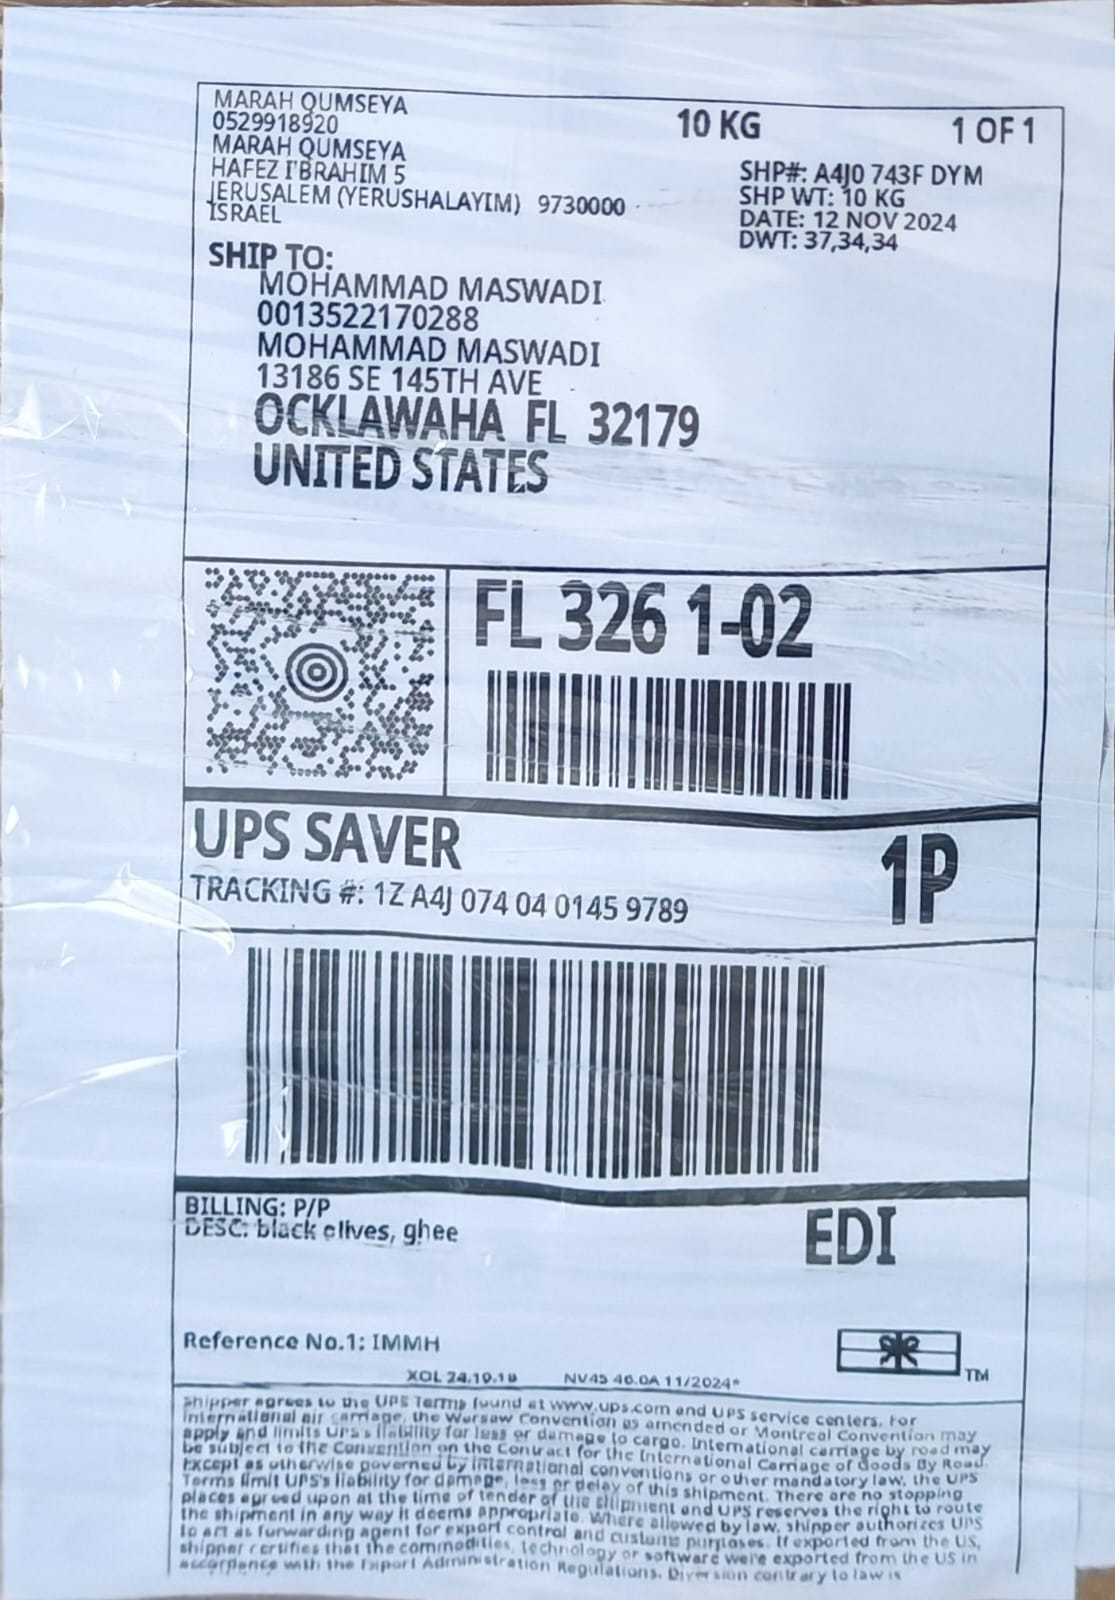 MARAH QUMSEYA
0529918920
MARAH QUMSEYA
HAFEZ I'BRAHIM 5
JERUSALEM (YERUSHALAYIM) 9730000
ISRAEL
10 KG
1 OF 1
SHP#: A4J0 743F DYM
SHP WT: 10 KG
DATE: 12 NOV 2024
DWT: 37,34,34
SHIP TO:
MOHAMMAD MASWADI
0013522170288
MOHAMMAD MASWADI
13186 SE 145TH AVE
OCKLAWAHA FL 32179
UNITED STATES
FL 326 1-02
UPS SAVER
1P
TRACKING #: 1Z A4J 074 04 0145 9789
BILLING: P/P
DESC: black olives, ghee
EDI
Reference No.1: IMMH
XOL 24.10.18 NV45 40.0A 11/2024*
TM
Shipper agrees to the UPS Terms found at www.ups.com and UPS service centers. For
international air carriage, the Warsaw Convention as amended or Montreal Convention may
apply and limits UPS's liability for loss or damage to cargo. International carriage by road may
be subject to the Convention on the Contract for the International Carriage of Goods By Road.
Except as otherwise governed by international conventions or other mandatory law, the UPS
Terms limit UPS's liability for damage, loss or delay of this shipment. There are no stopping
places agreed upon at the time of tender of the shipment and UPS reserves the right to route
the shipment in any way it deems appropriate. Where allowed by law, shipper authorizes UPS
to act as forwarding agent for export control and customs purposes. If exported from the US,
shipper certifies that the commodities, technology or software were exported from the US in
accordance with the Export Administration Regulations. Diversion contrary to law is